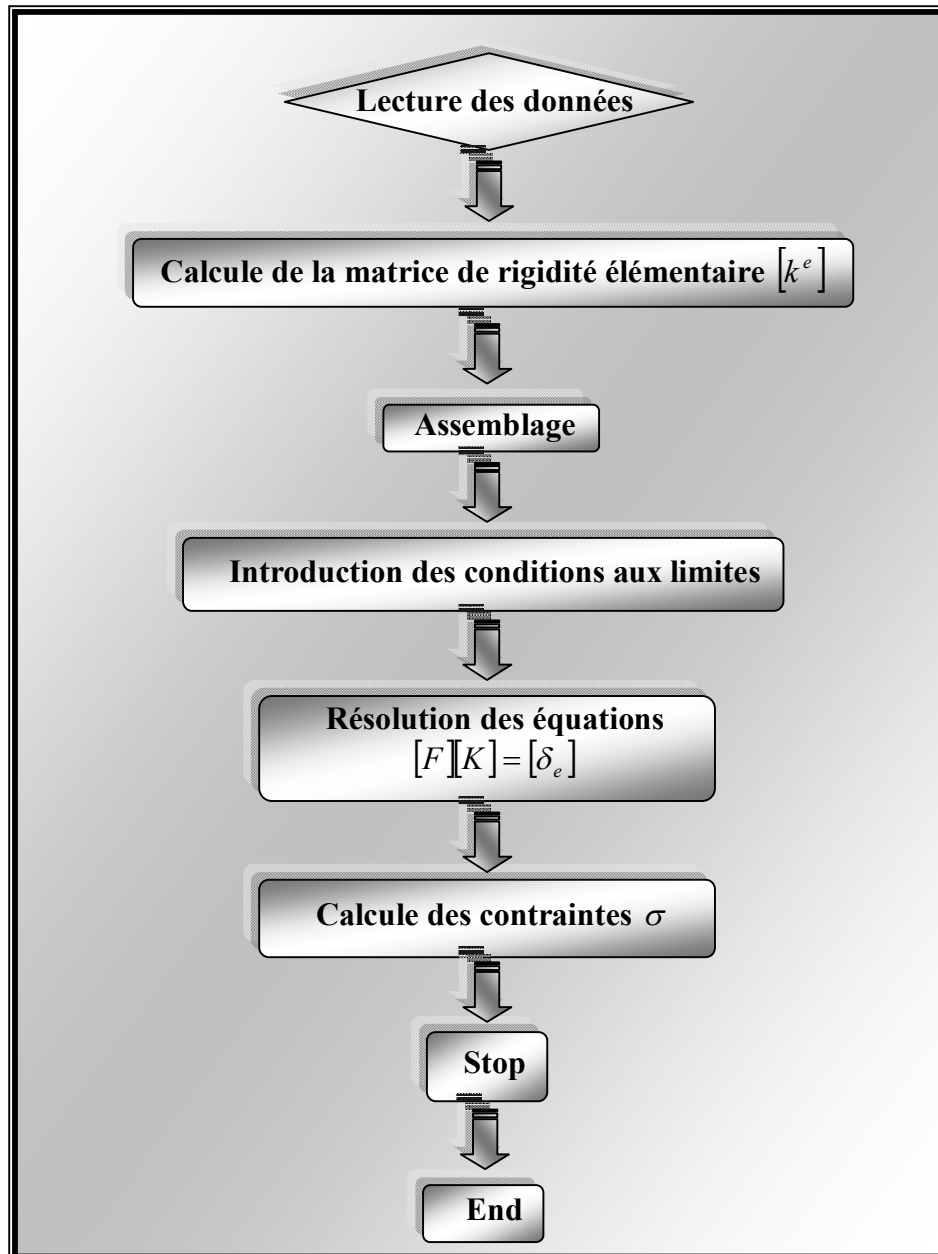 Lecture des données
Calcule de la matrice de rigidité élémentaire [k^e]
Assemblage
Introduction des conditions aux limites
Résolution des équations
[F][K]=[δ_e]
Calcule des contraintes σ
Stop
End